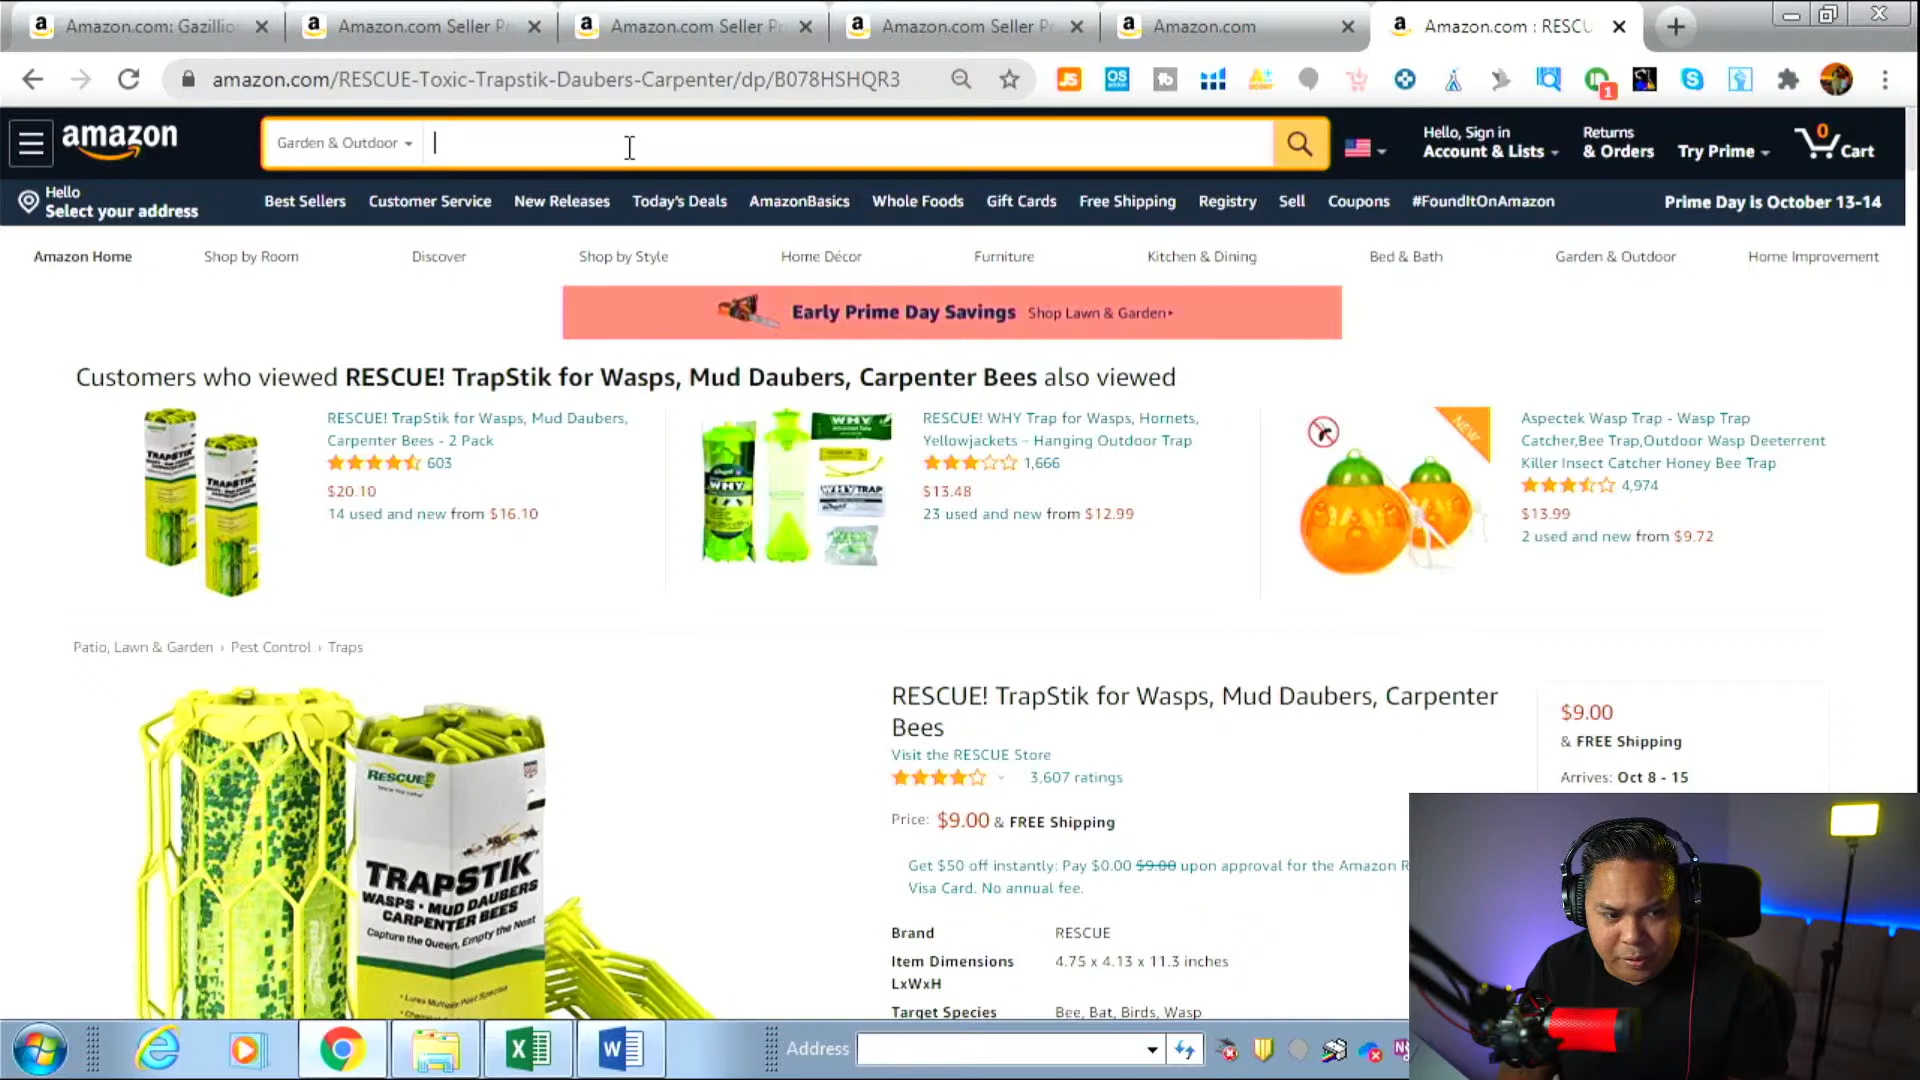 Amazon.com: Gazillio
Amazon.com Seller Pr
Amazon.com Seller Pr
Amazon.com Seller Pr
Amazon.com
Amazon.com : RESCU
amazon.com/RESCUE-Toxic-Trapstik-Daubers-Carpenter/dp/B078HSHQR3
1
amazon
Garden & Outdoor
Hello, Sign in
Account & Lists
Returns
& Orders
Try Prime
0
Cart
Hello
Select your address
Best Sellers
Customer Service
New Releases
Today's Deals
AmazonBasics
Whole Foods
Gift Cards
Free Shipping
Registry
Sell
Coupons
#FoundItOnAmazon
Prime Day is October 13-14
Amazon Home
Shop by Room
Discover
Shop by Style
Home Décor
Furniture
Kitchen & Dining
Bed & Bath
Garden & Outdoor
Home Improvement
Early Prime Day Savings Shop Lawn & Garden
Customers who viewed RESCUE! TrapStik for Wasps, Mud Daubers, Carpenter Bees also viewed
RESCUE! TrapStik for Wasps, Mud Daubers,
Carpenter Bees - 2 Pack
603
$20.10
14 used and new from $16.10
RESCUE! WHY Trap for Wasps, Hornets,
Yellowjackets – Hanging Outdoor Trap
1,666
$13.48
23 used and new from $12.99
NEW
Aspectek Wasp Trap - Wasp Trap
Catcher,Bee Trap,Outdoor Wasp Deeterrent
Killer Insect Catcher Honey Bee Trap
4,974
$13.99
2 used and new from $9.72
Patio, Lawn & Garden › Pest Control › Traps
RESCUE!
TRAPSTIK
WASPS • MUD DAUBERS
CARPENTER BEES
Capture the Queen, Empty the Nest
RESCUE! TrapStik for Wasps, Mud Daubers, Carpenter
Bees
Visit the RESCUE Store
3,607 ratings
Price: $9.00 & FREE Shipping
Get $50 off instantly: Pay $0.00 $9.00 upon approval for the Amazon R
Visa Card. No annual fee.
Brand RESCUE
Item Dimensions 4.75 x 4.13 x 11.3 inches
LxWxH
Target Species Bee, Bat, Birds, Wasp
$9.00
& FREE Shipping
Arrives: Oct 8 - 15
Address